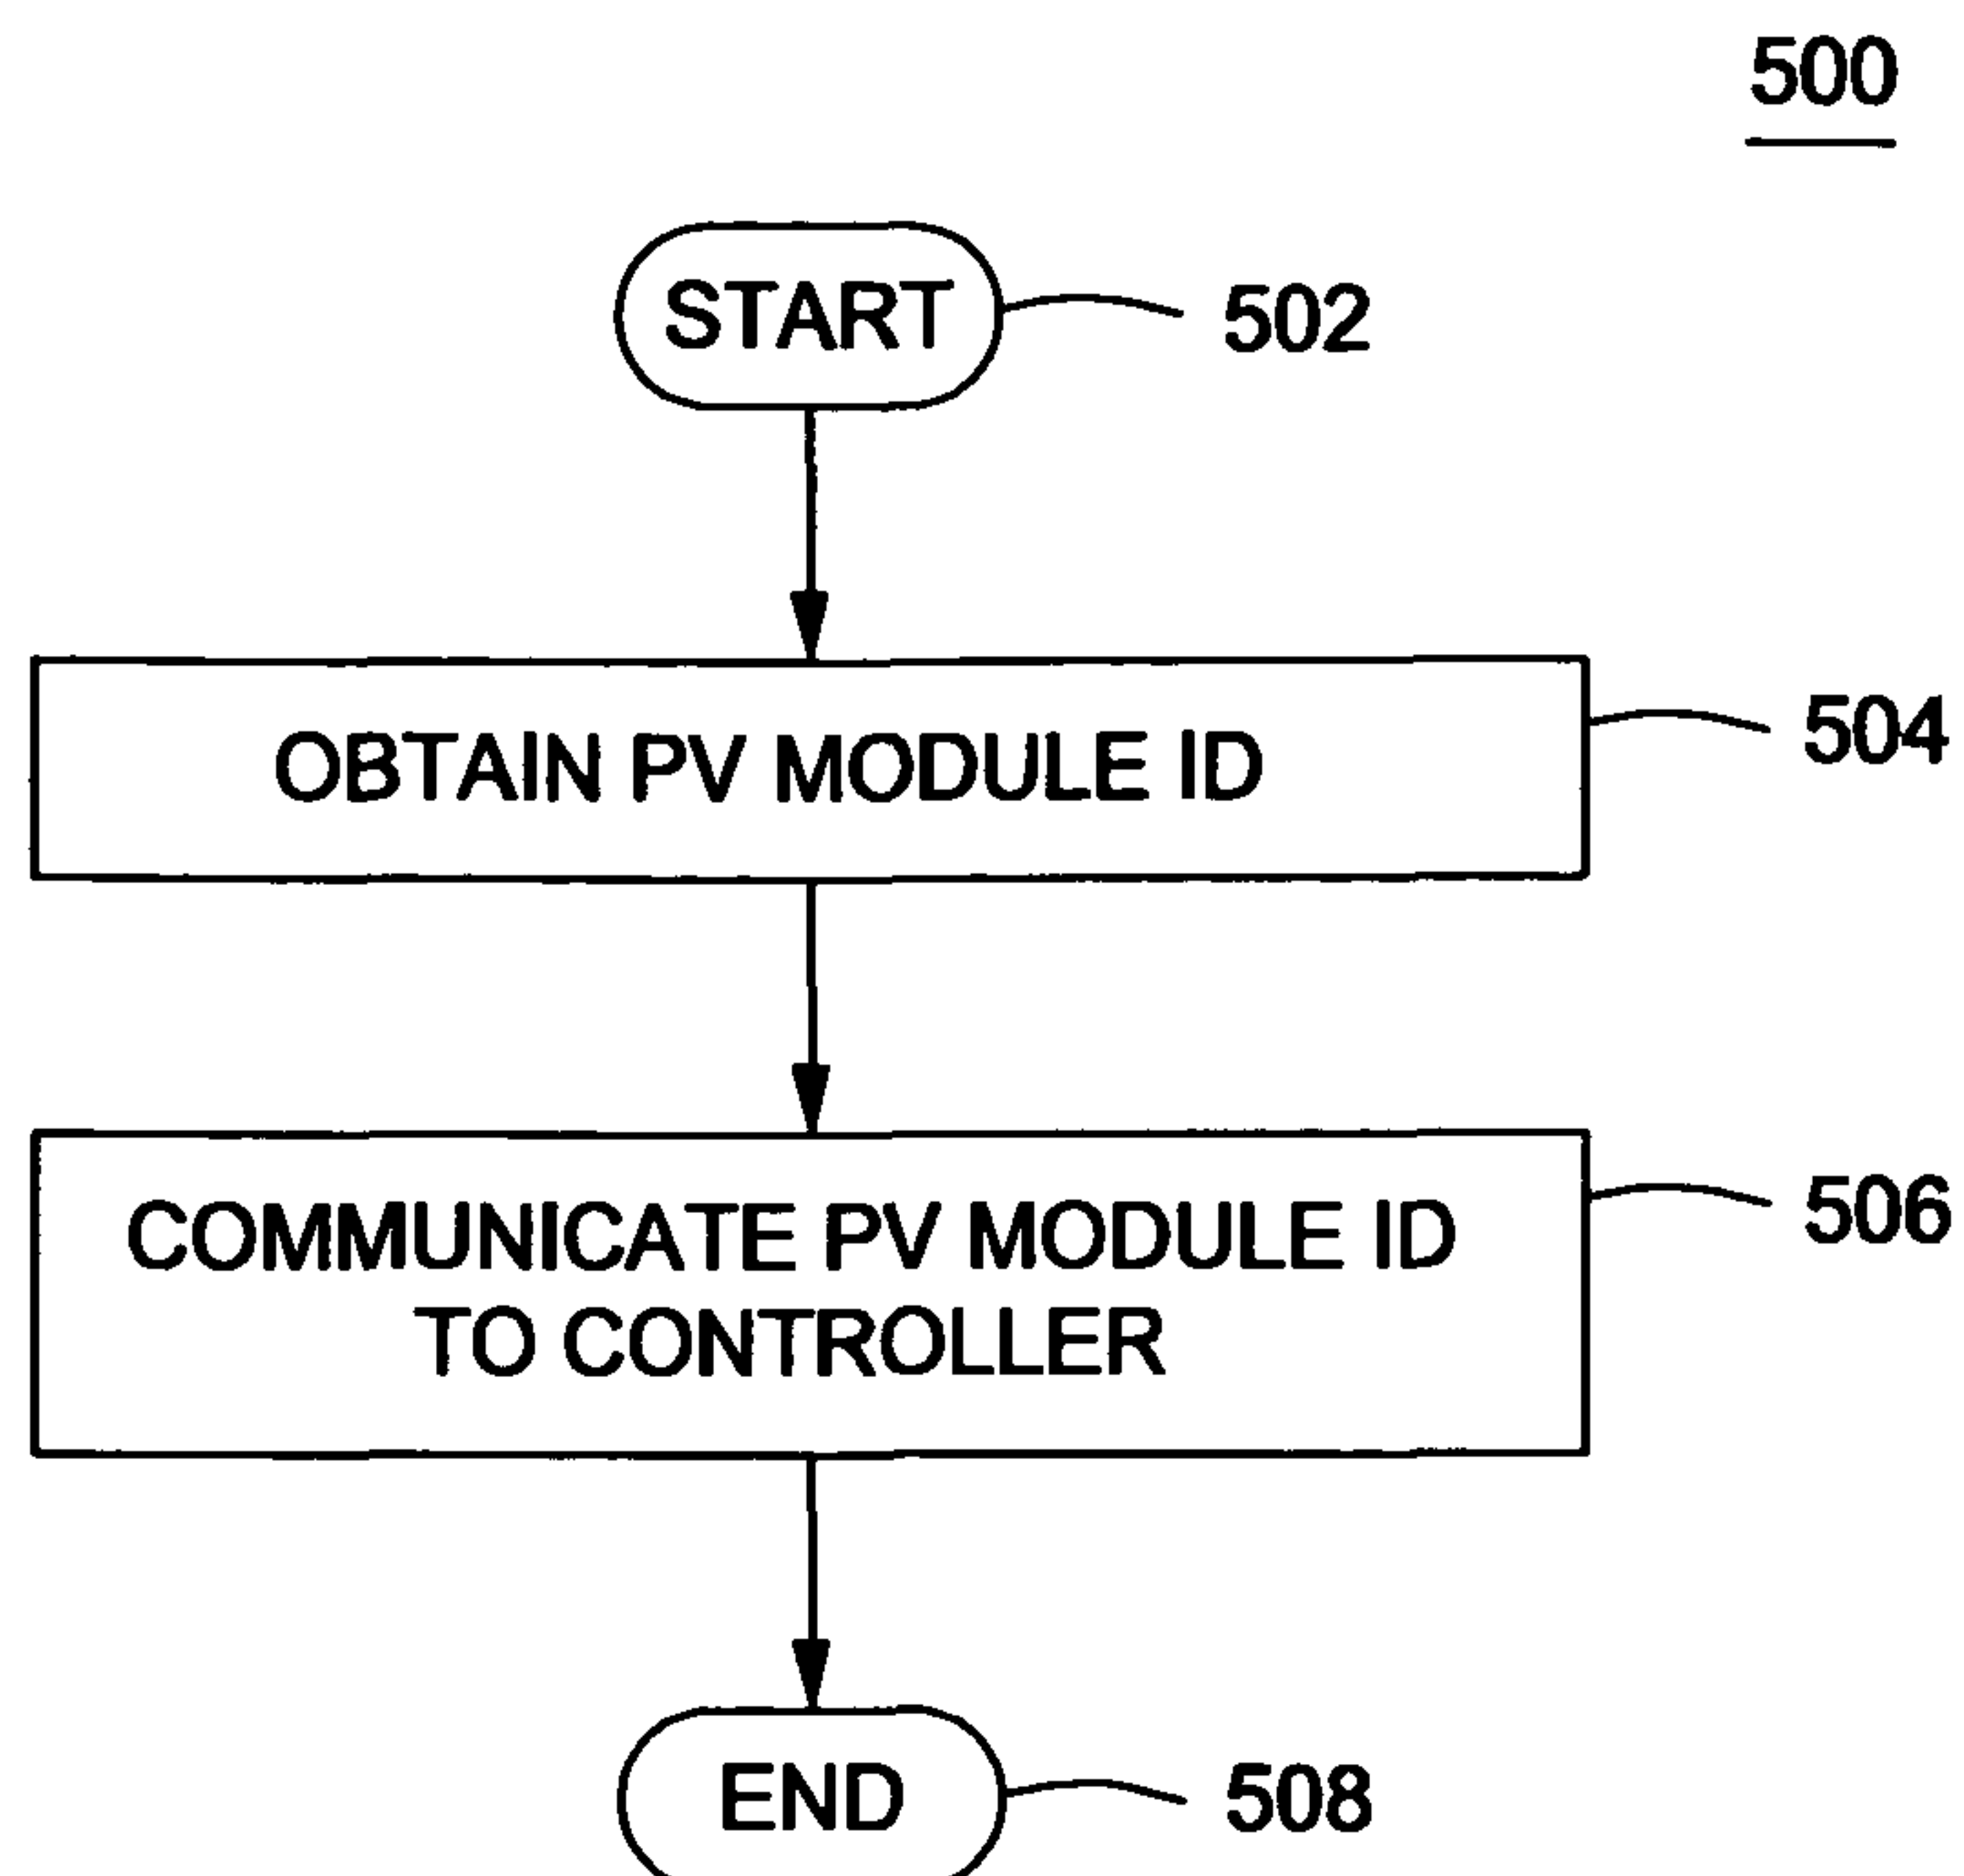 500
START
502
OBTAIN PV MODULE ID
504
COMMUNICATE PV MODULE ID
TO CONTROLLER
506
END
508